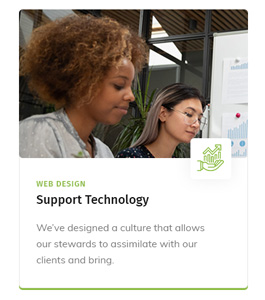 WEB DESIGN
Support Technology
We've designed a culture that allows
our stewards to assimilate with our
clients and bring.